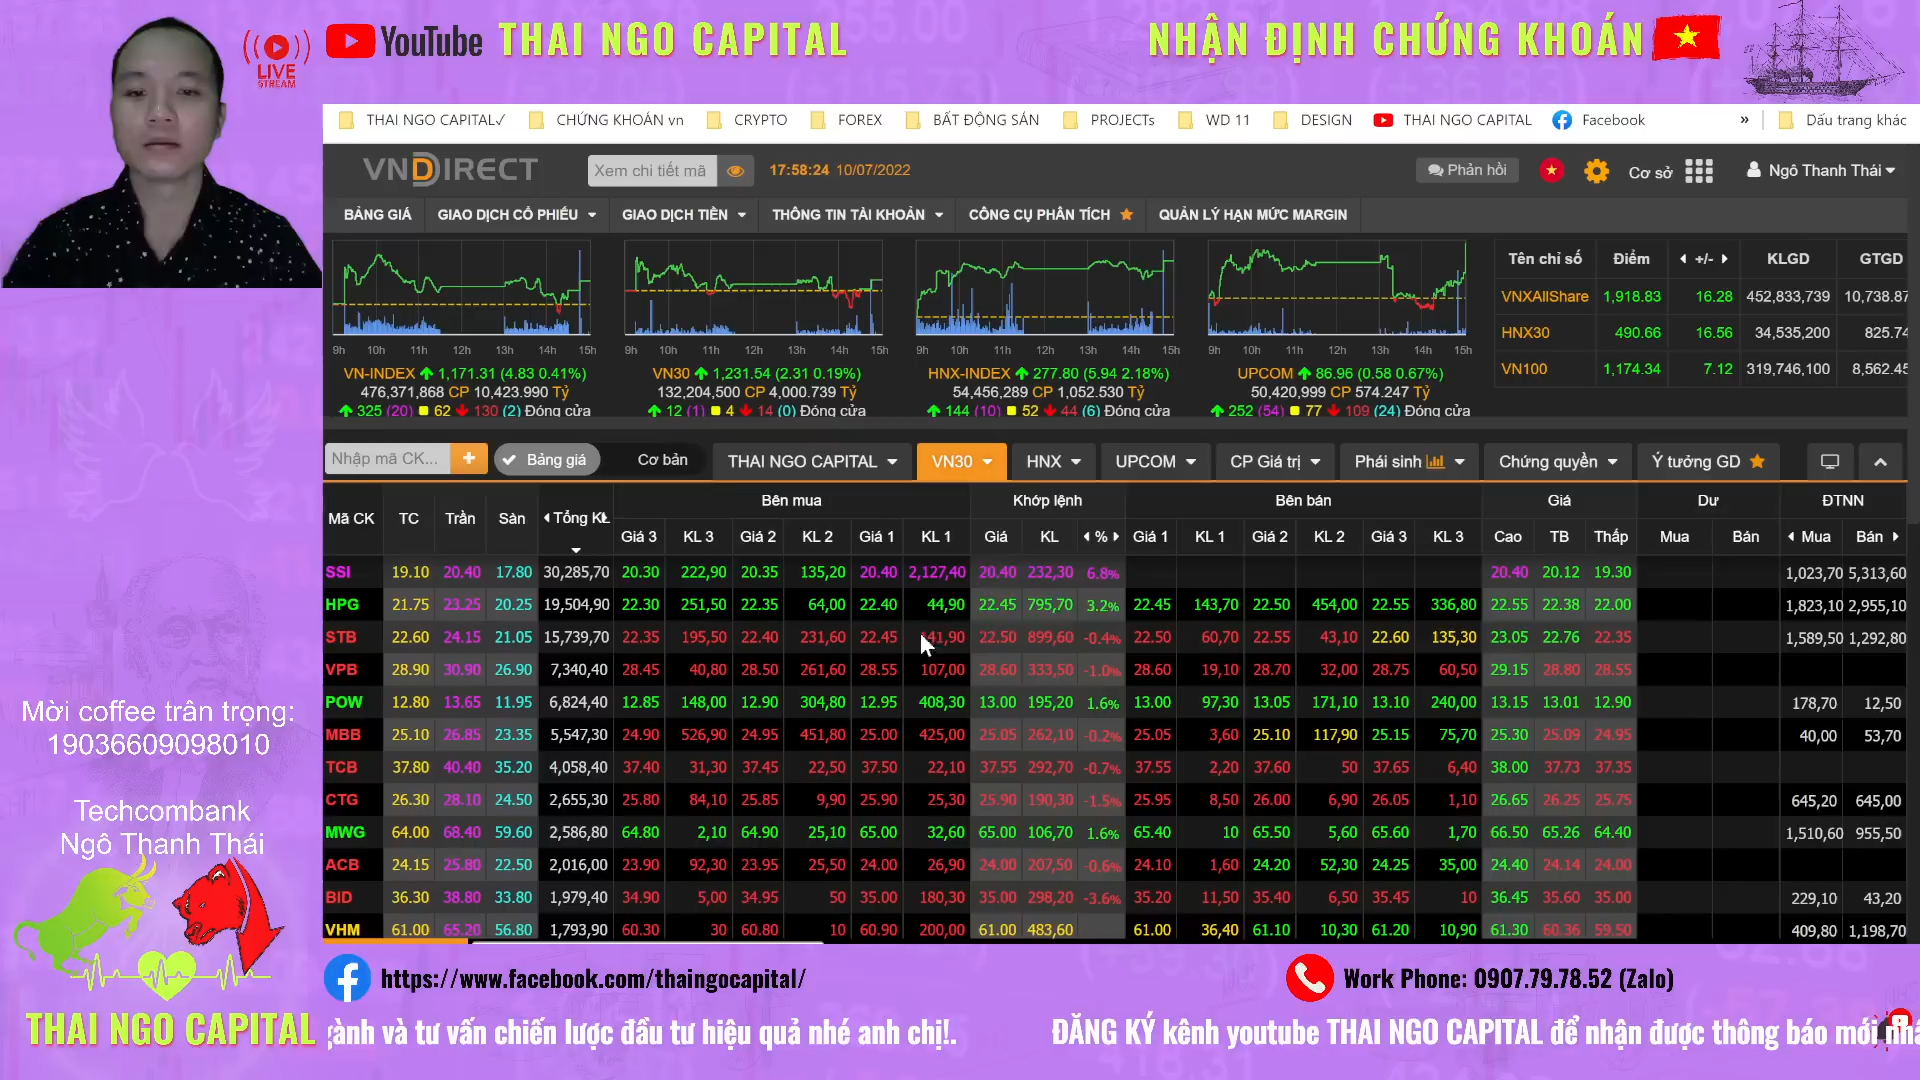 LIVE STREAM
YouTube THAI NGO CAPITAL
NHẬN ĐỊNH CHỨNG KHOÁN
THAI NGO CAPITAL✓ CHỨNG KHOÁN vn CRYPTO FOREX BẤT ĐỘNG SẢN PROJECTs WD 11 DESIGN THAI NGO CAPITAL Facebook » Dấu trang khác
VNDIRECT Xem chi tiết mã 17:58:24 10/07/2022 Phản hồi Cơ sở Ngô Thanh Thái
BẢNG GIÁ GIAO DỊCH CỔ PHIẾU GIAO DỊCH TIỀN THÔNG TIN TÀI KHOẢN CÔNG CỤ PHÂN TÍCH QUẢN LÝ HẠN MỨC MARGIN
9h 10h 11h 12h 13h 14h 15h 9h 10h 11h 12h 13h 14h 15h 9h 10h 11h 12h 13h 14h 15h 9h 10h 11h 12h 13h 14h 15h
VN-INDEX 1,171.31 (4.83 0.41%)
476,371,868 CP 10,423.990 Tỷ
325 (20) 62 130 (2) Đóng cửa
VN30 1,231.54 (2.31 0.19%)
132,204,500 CP 4,000.739 Tỷ
12 (1) 4 14 (0) Đóng cửa
HNX-INDEX 277.80 (5.94 2.18%)
54,456,289 CP 1,052.530 Tỷ
144 (10) 52 44 (6) Đóng cửa
UPCOM 86.96 (0.58 0.67%)
50,420,999 CP 574.247 Tỷ
252 (54) 77 109 (24) Đóng cửa
Tên chỉ số Điểm +/- KLGD GTGD
VNXAllShare 1,918.83 16.28 452,833,739 10,738.87
HNX30 490.66 16.56 34,535,200 825.74
VN100 1,174.34 7.12 319,746,100 8,562.45
Nhập mã CK... + Bảng giá Cơ bản THAI NGO CAPITAL VN30 HNX UPCOM CP Giá trị Phái sinh Chứng quyền Ý tưởng GD
Mã CK TC Trần Sàn Tổng KL Bên mua Khớp lệnh Bên bán Giá Dư ĐTNN
Giá 3 KL 3 Giá 2 KL 2 Giá 1 KL 1 Giá KL % Giá 1 KL 1 Giá 2 KL 2 Giá 3 KL 3 Cao TB Thấp Mua Bán Mua Bán
SSI 19.10 20.40 17.80 30,285,70 20.30 222,90 20.35 135,20 20.40 2,127,40 20.40 232,30 6.8% 20.40 20.12 19.30 1,023,70 5,313,60
HPG 21.75 23.25 20.25 19,504,90 22.30 251,50 22.35 64,00 22.40 44,90 22.45 795,70 3.2% 22.45 143,70 22.50 454,00 22.55 336,80 22.55 22.38 22.00 1,823,10 2,955,10
STB 22.60 24.15 21.05 15,739,70 22.35 195,50 22.40 231,60 22.45 22.50 899,60 -0.4% 22.50 60,70 22.55 43,10 22.60 135,30 23.05 22.76 22.35 1,589,50 1,292,80
VPB 28.90 30.90 26.90 7,340,40 28.45 40,80 28.50 261,60 28.55 107,00 28.60 333,50 -1.0% 28.60 19,10 28.70 32,00 28.75 60,50 29.15 28.80 28.55
POW 12.80 13.65 11.95 6,824,40 12.85 148,00 12.90 304,80 12.95 408,30 13.00 195,20 1.6% 13.00 97,30 13.05 171,10 13.10 240,00 13.15 13.01 12.90 178,70 12,50
MBB 25.10 26.85 23.35 5,547,30 24.90 526,90 24.95 451,80 25.00 425,00 25.05 262,10 -0.2% 25.05 3,60 25.10 117,90 25.15 75,70 25.30 25.09 24.95 40,00 53,70
TCB 37.80 40.40 35.20 4,058,40 37.40 31,30 37.45 22,50 37.50 22,10 37.55 292,70 -0.7% 37.55 2,20 37.60 50 37.65 6,40 38.00 37.73 37.35
CTG 26.30 28.10 24.50 2,655,30 25.80 84,10 25.85 9,90 25.90 25,30 25.90 190,30 -1.5% 25.95 8,50 26.00 6,90 26.05 1,10 26.65 26.25 25.75 645,20 645,00
MWG 64.00 68.40 59.60 2,586,80 64.80 2,10 64.90 25,10 65.00 32,60 65.00 106,70 1.6% 65.40 10 65.50 5,60 65.60 1,70 66.50 65.26 64.40 1,510,60 955,50
ACB 24.15 25.80 22.50 2,016,00 23.90 92,30 23.95 25,50 24.00 26,90 24.00 207,50 -0.6% 24.10 1,60 24.20 52,30 24.25 35,00 24.40 24.14 24.00
BID 36.30 38.80 33.80 1,979,40 34.90 5,00 34.95 50 35.00 180,30 35.00 298,20 -3.6% 35.20 11,50 35.40 6,50 35.45 10 36.45 35.60 35.00 229,10 43,20
VHM 61.00 65.20 56.80 1,793,90 60.30 30 60.80 10 60.90 200,00 61.00 483,60 61.00 36,40 61.10 10,30 61.20 10,90 61.30 60.36 59.50 409,80 1,198,70
Mời coffee trân trọng:
19036609098010
Techcombank
Ngô Thanh Thái
THAI NGO CAPITAL
https://www.facebook.com/thaingocapital/
Work Phone: 0907.79.78.52 (Zalo)
gành và tư vấn chiến lược đầu tư hiệu quả nhé anh chị!.
ĐĂNG KÝ kênh youtube THAI NGO CAPITAL để nhận được thông báo mới